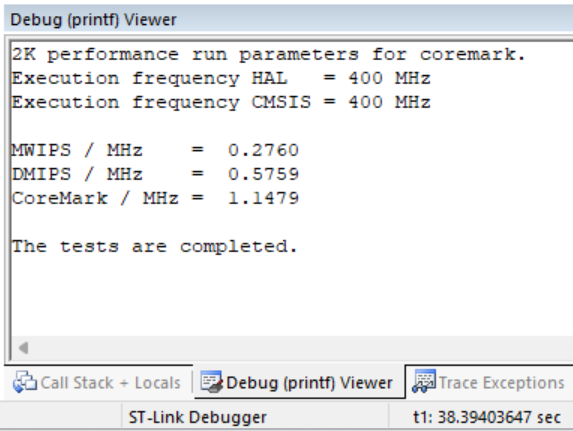 Debug (printf) Viewer
2K performance run parameters for coremark.
Execution frequency HAL   = 400 MHz
Execution frequency CMSIS = 400 MHz
MWIPS / MHz    =  0.2760
DMIPS / MHz    =  0.5759
CoreMark / MHz =  1.1479
The tests are completed.
Call Stack + Locals Debug (printf) Viewer Trace Exceptions
ST-Link Debugger t1: 38.39403647 sec